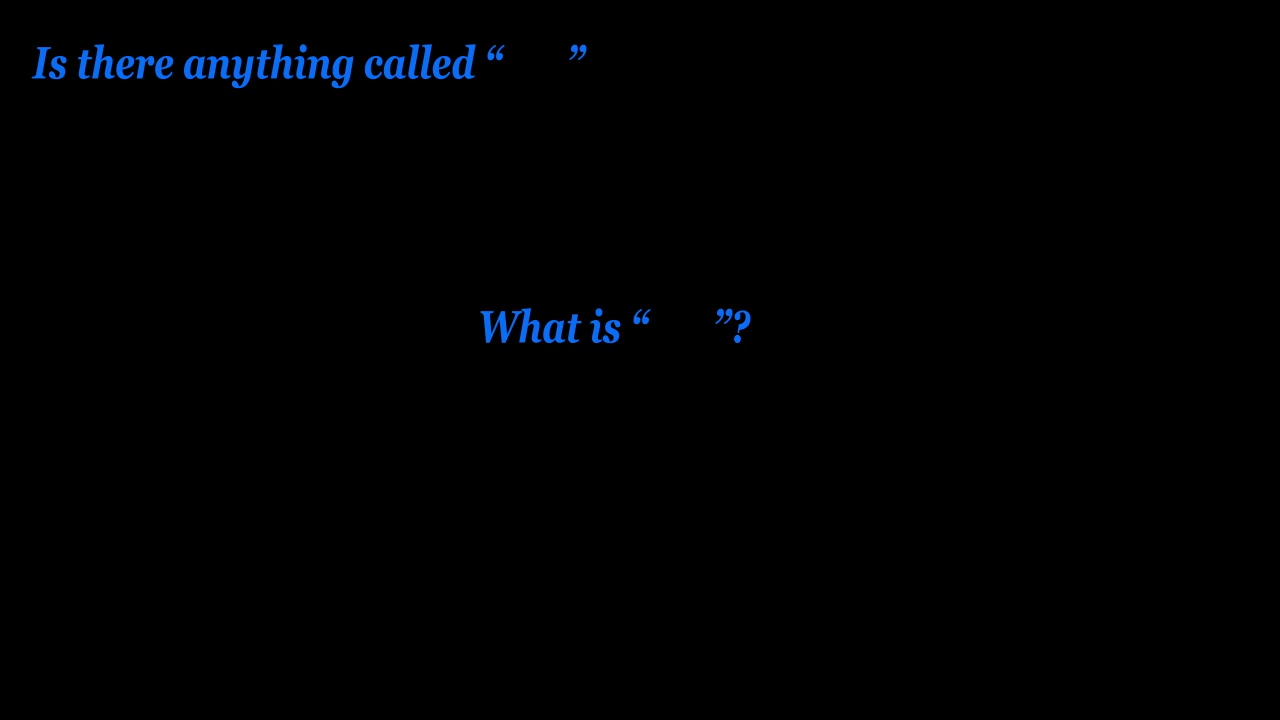 Is there anything called “ ”
What is “ ”?